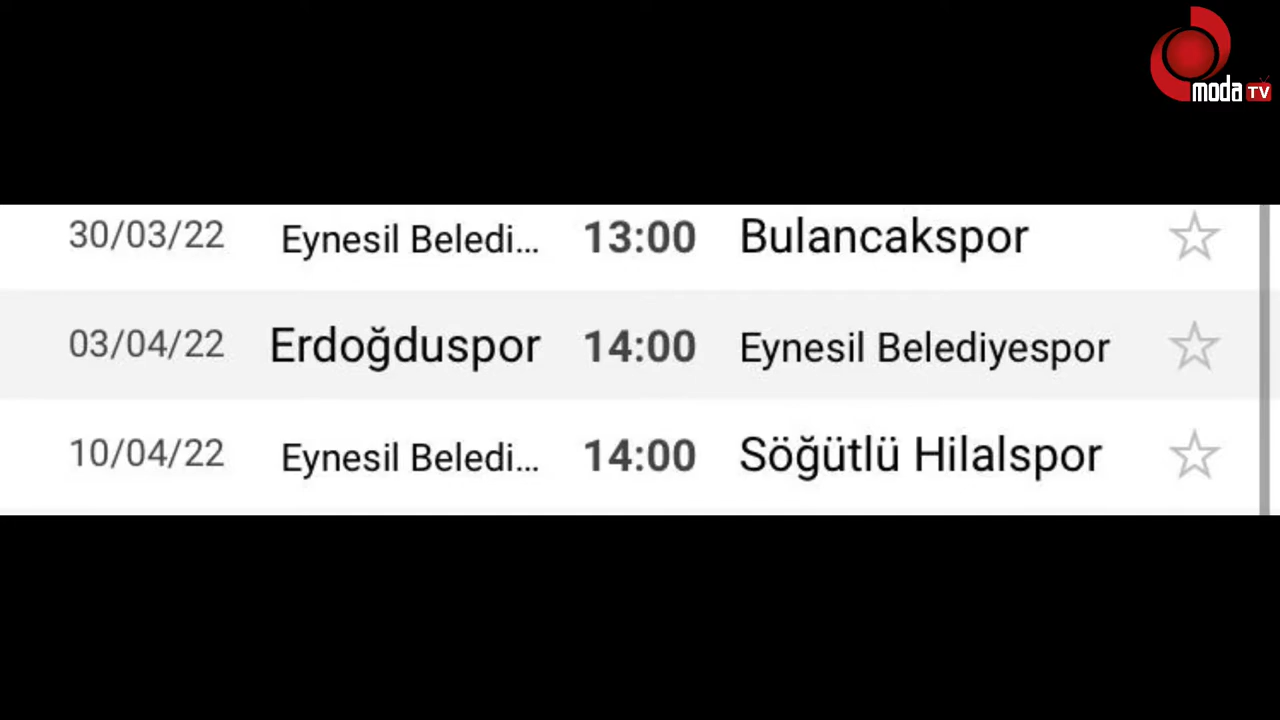 moda TV
30/03/22 Eynesil Beledi... 13:00 Bulancakspor
03/04/22 Erdoğduspor 14:00 Eynesil Belediyespor
10/04/22 Eynesil Beledi... 14:00 Söğütlü Hilalspor